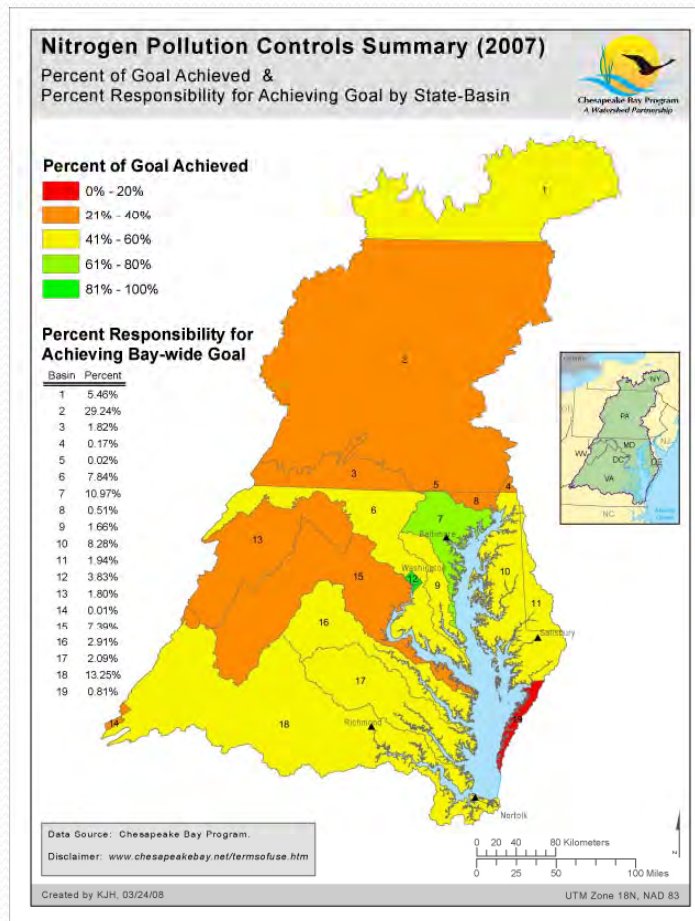 Nitrogen Pollution Controls Summary (2007)
Percent of Goal Achieved &
Percent Responsibility for Achieving Goal by State-Basin
Chesapeake Bay Program
A Watershed Partnership
Percent of Goal Achieved
0% - 20%
21% - 40%
41% - 60%
61% - 80%
81% - 100%
Percent Responsibility for
Achieving Bay-wide Goal
Basin Percent
1 5.46%
2 29.24%
3 1.82%
4 0.17%
5 0.02%
6 7.84%
7 10.97%
8 0.51%
9 1.66%
10 8.28%
11 1.94%
12 3.83%
13 1.80%
14 0.01%
15 7.39%
16 2.91%
17 2.09%
18 13.25%
19 0.81%
1
2
3
5
4
8
6
7
13
Baltimore
15
Washington
12
9
10
11
16
Salisbury
17
19
14
18
Richmond
Norfolk
NY
PA
NJ
MD
WV
DC
DE
VA
NC
Data Source: Chesapeake Bay Program.
Disclaimer: www.chesapeakebay.net/termsofuse.htm
0 20 40 80 Kilometers
0 25 50 100 Miles
Created by KJH, 03/24/08
UTM Zone 18N, NAD 83